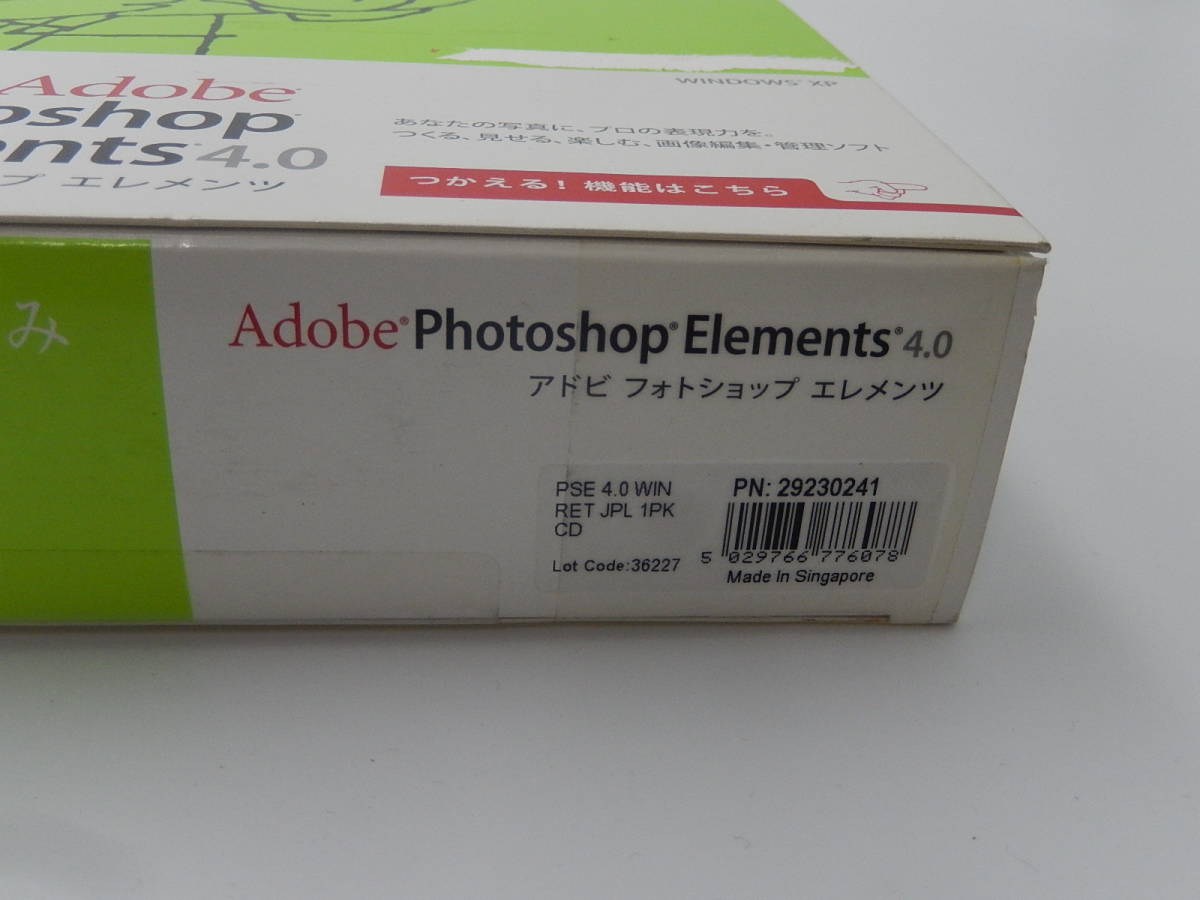 WINDOWS® XP
Adobe®
oshop®
ents® 4.0
プ エレメンツ
あなたの写真に、プロの表現力を。
つくる、見せる、楽しむ、画像編集・管理ソフト
つかえる！機能はこちら
み
Adobe® Photoshop® Elements® 4.0
アドビ フォトショップ エレメンツ
PSE 4.0 WIN
RET JPL 1PK
CD
Lot Code:36227
PN: 29230241
5 029766 776078
Made In Singapore